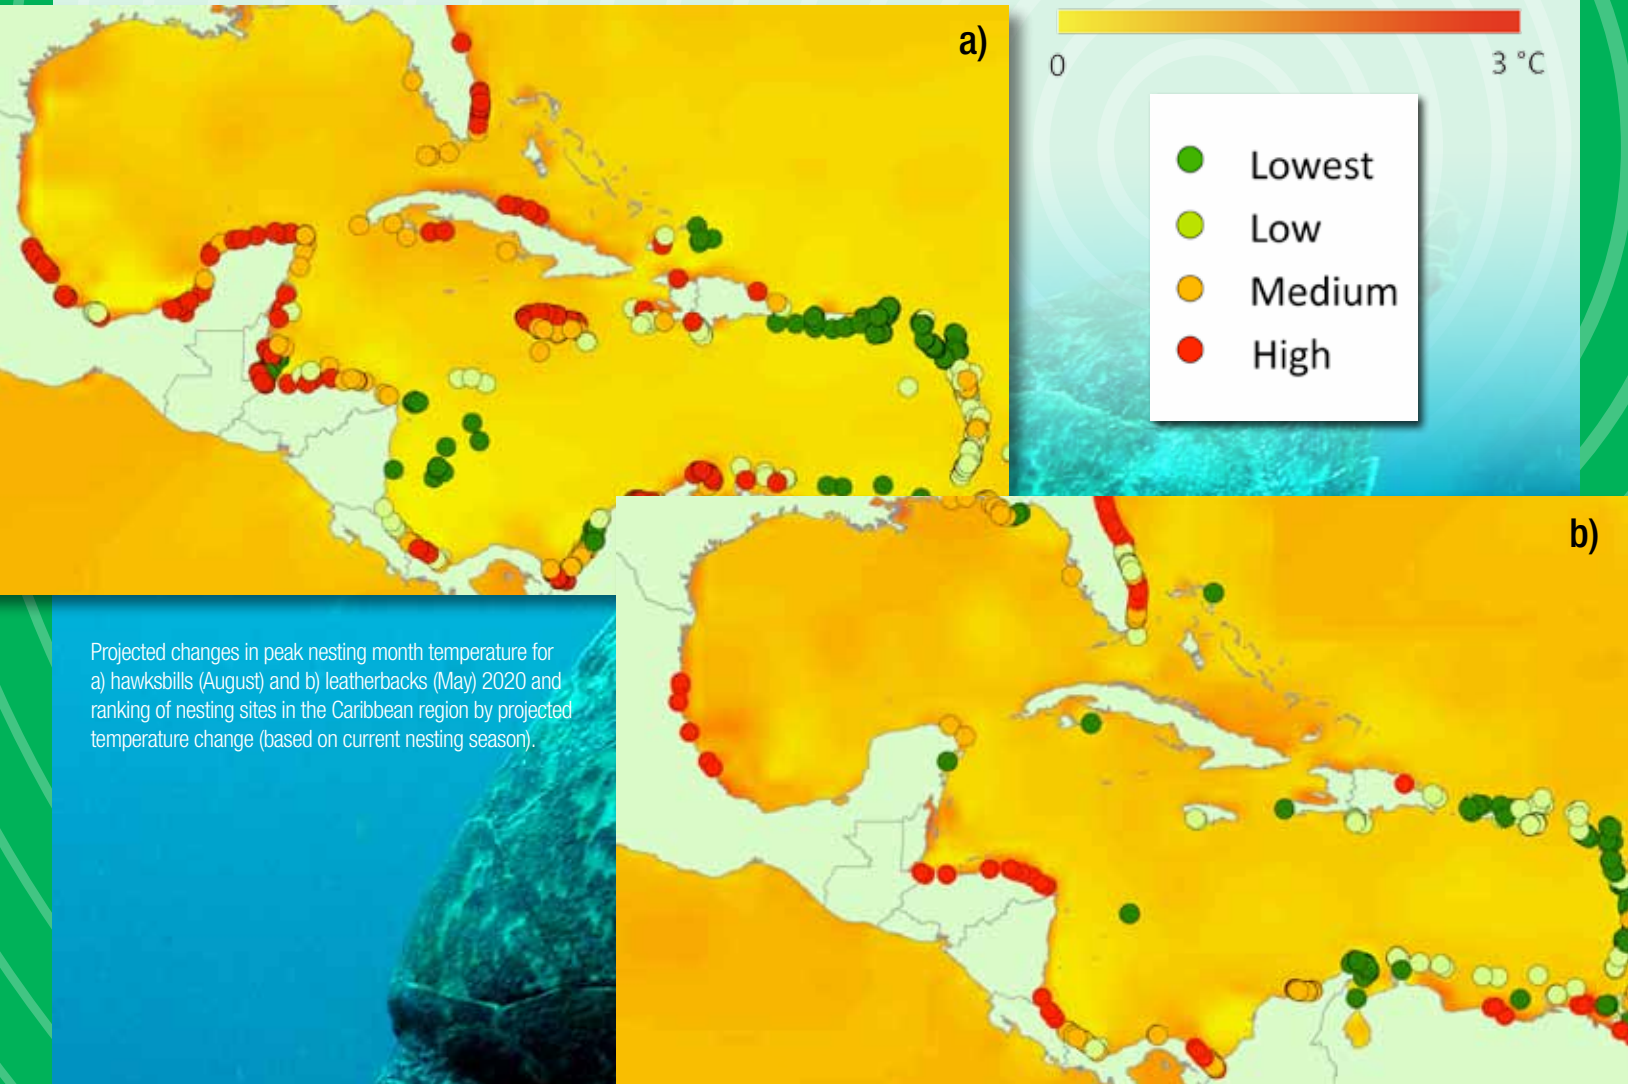 a)
0
3 °C
Lowest
Low
Medium
High
b)
Projected changes in peak nesting month temperature for
a) hawksbills (August) and b) leatherbacks (May) 2020 and
ranking of nesting sites in the Caribbean region by projected
temperature change (based on current nesting season).